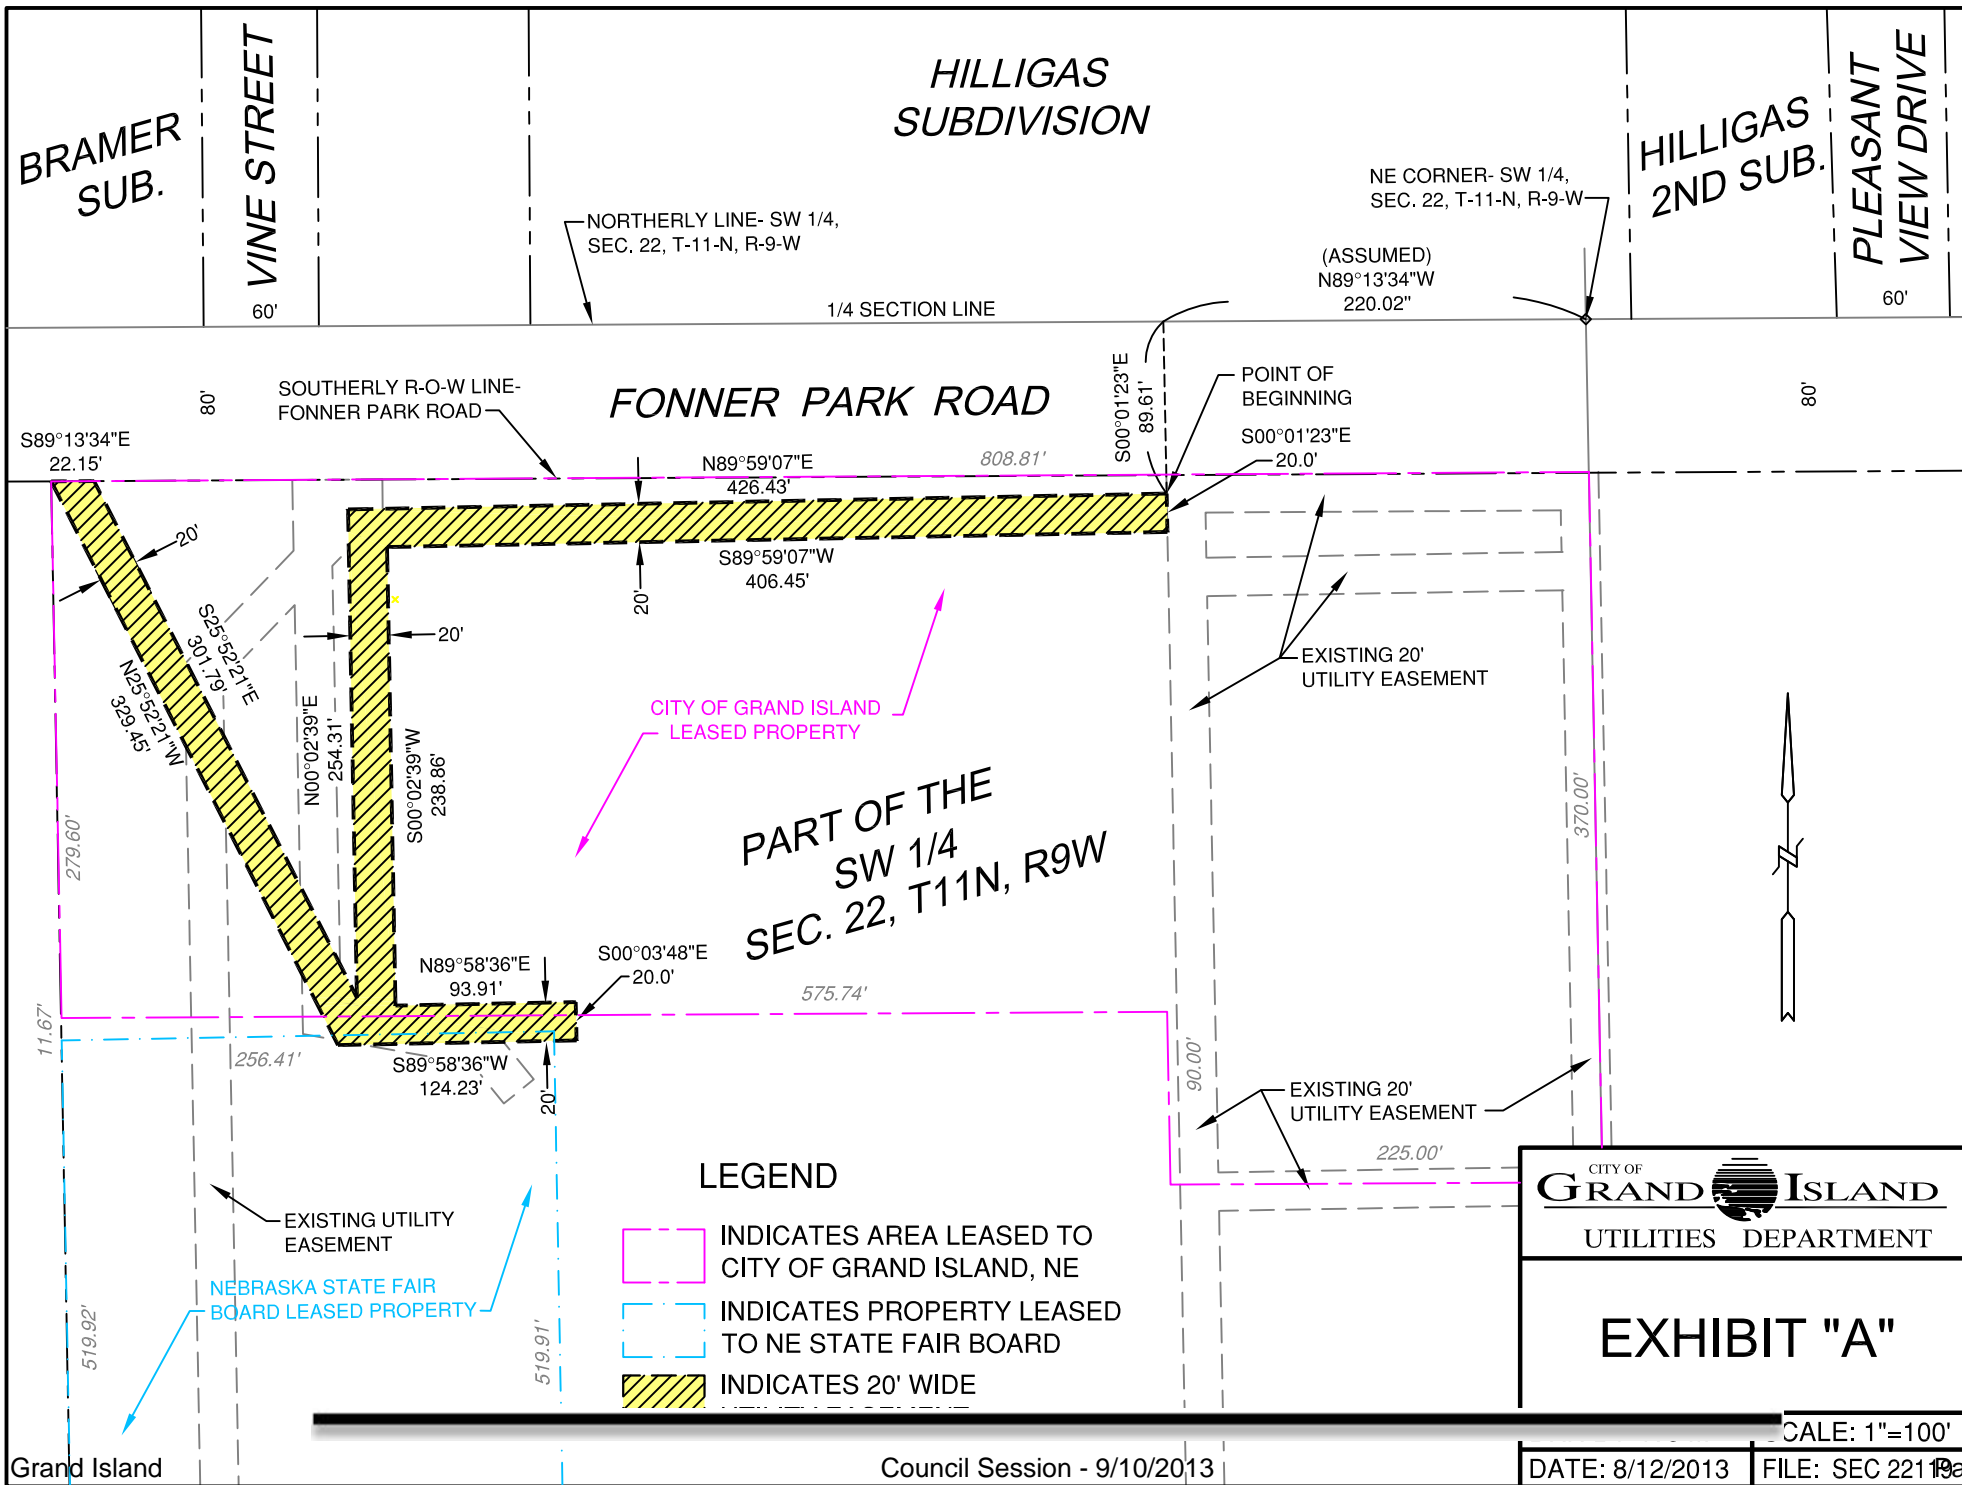 BRAMER
SUB.
VINE STREET
60'
HILLIGAS
SUBDIVISION
HILLIGAS
2ND SUB.
PLEASANT
VIEW DRIVE
60'
NORTHERLY LINE- SW 1/4,
SEC. 22, T-11-N, R-9-W
NE CORNER- SW 1/4,
SEC. 22, T-11-N, R-9-W
(ASSUMED)
N89°13'34"W
220.02"
1/4 SECTION LINE
80'
SOUTHERLY R-O-W LINE-
FONNER PARK ROAD
FONNER PARK ROAD
S00°01'23"E
89.61'
POINT OF
BEGINNING
80'
S89°13'34"E
22.15'
S00°01'23"E
20.0'
N89°59'07"E
426.43'
808.81'
20'
S89°59'07"W
406.45'
20'
20'
S25°52'21"E
301.79'
N25°52'21"W
329.45'
N00°02'39"E
254.31'
S00°02'39"W
238.86'
EXISTING 20'
UTILITY EASEMENT
CITY OF GRAND ISLAND
LEASED PROPERTY
PART OF THE
SW 1/4
SEC. 22, T11N, R9W
279.60'
370.00'
N89°58'36"E
93.91'
S00°03'48"E
20.0'
575.74'
11.67'
256.41'
S89°58'36"W
124.23'
20'
90.00'
EXISTING 20'
UTILITY EASEMENT
225.00'
EXISTING UTILITY
EASEMENT
NEBRASKA STATE FAIR
BOARD LEASED PROPERTY
519.92'
519.91'
LEGEND
INDICATES AREA LEASED TO
CITY OF GRAND ISLAND, NE
INDICATES PROPERTY LEASED
TO NE STATE FAIR BOARD
INDICATES 20' WIDE
UTILITY EASEMENT
CITY OF
GRAND ISLAND
UTILITIES DEPARTMENT
EXHIBIT "A"
SCALE: 1"=100'
DATE: 8/12/2013
FILE: SEC 22119
Grand Island
Council Session - 9/10/2013